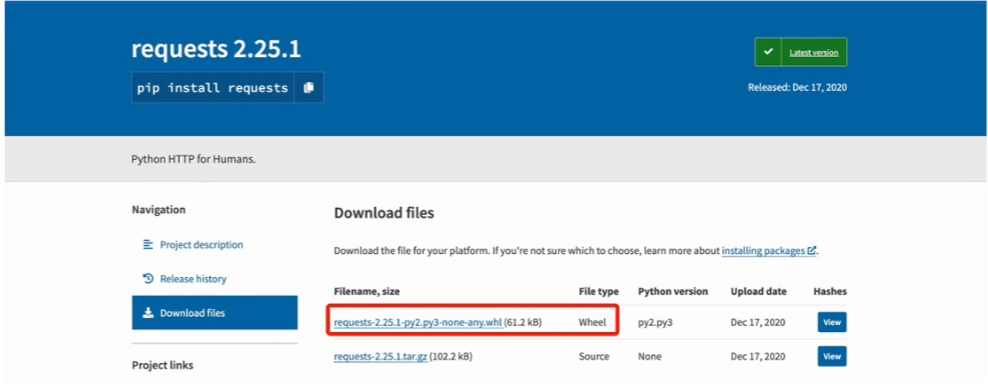 requests 2.25.1
Latest version
pip install requests
Released: Dec 17, 2020
Python HTTP for Humans.
Navigation
Project description
Release history
Download files
Project links
Download files
Download the file for your platform. If you're not sure which to choose, learn more about installing packages.
Filename, size File type Python version Upload date Hashes
requests-2.25.1-py2.py3-none-any.whl (61.2 kB) Wheel py2.py3 Dec 17, 2020 View
requests-2.25.1.tar.gz (102.2 kB) Source None Dec 17, 2020 View